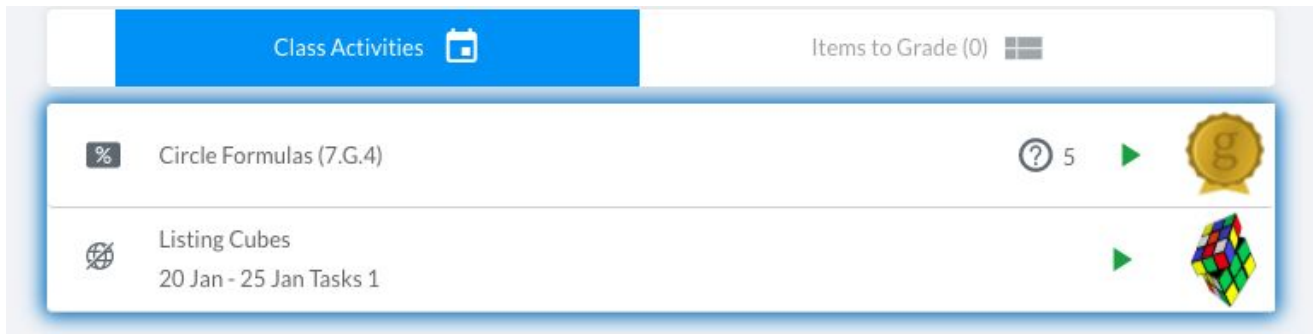 Class Activities
Items to Grade (0)
% Circle Formulas (7.G.4) ? 5 g
Listing Cubes
20 Jan - 25 Jan Tasks 1